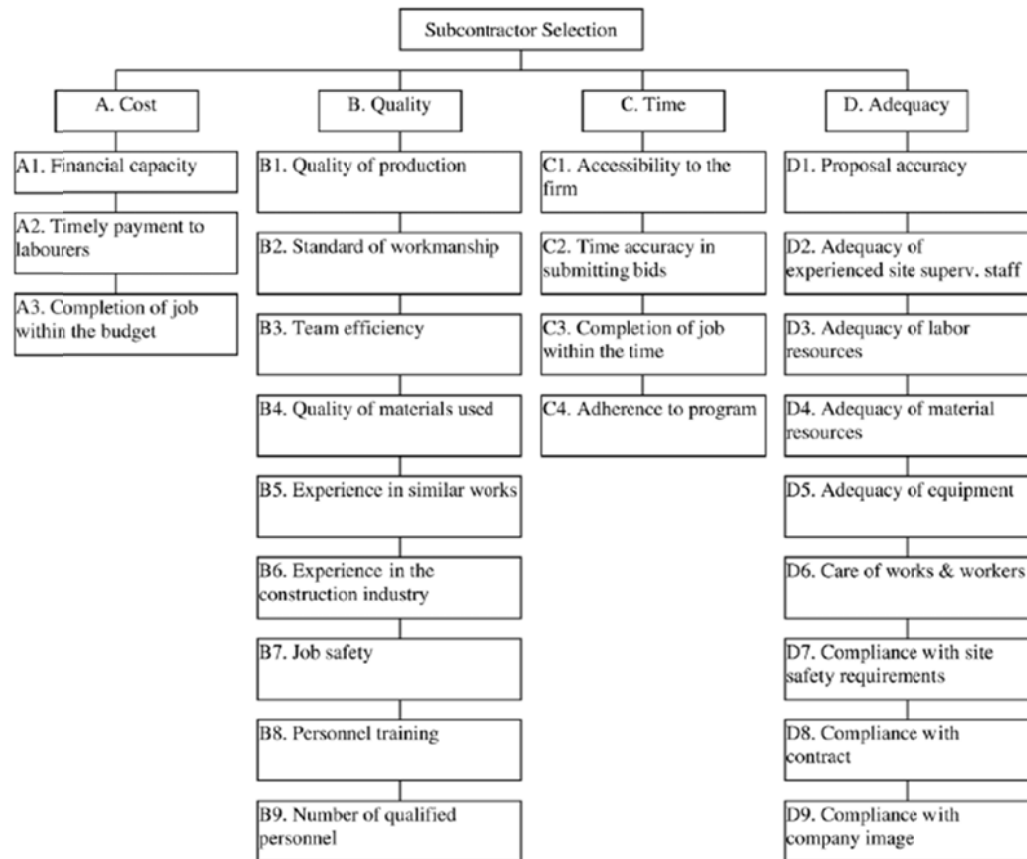 Subcontractor Selection
A. Cost
B. Quality
C. Time
D. Adequacy
A1. Financial capacity
A2. Timely payment to
labourers
A3. Completion of job
within the budget
B1. Quality of production
B2. Standard of workmanship
B3. Team efficiency
B4. Quality of materials used
B5. Experience in similar works
B6. Experience in the
construction industry
B7. Job safety
B8. Personnel training
B9. Number of qualified
personnel
C1. Accessibility to the
firm
C2. Time accuracy in
submitting bids
C3. Completion of job
within the time
C4. Adherence to program
D1. Proposal accuracy
D2. Adequacy of
experienced site superv. staff
D3. Adequacy of labor
resources
D4. Adequacy of material
resources
D5. Adequacy of equipment
D6. Care of works & workers
D7. Compliance with site
safety requirements
D8. Compliance with
contract
D9. Compliance with
company image